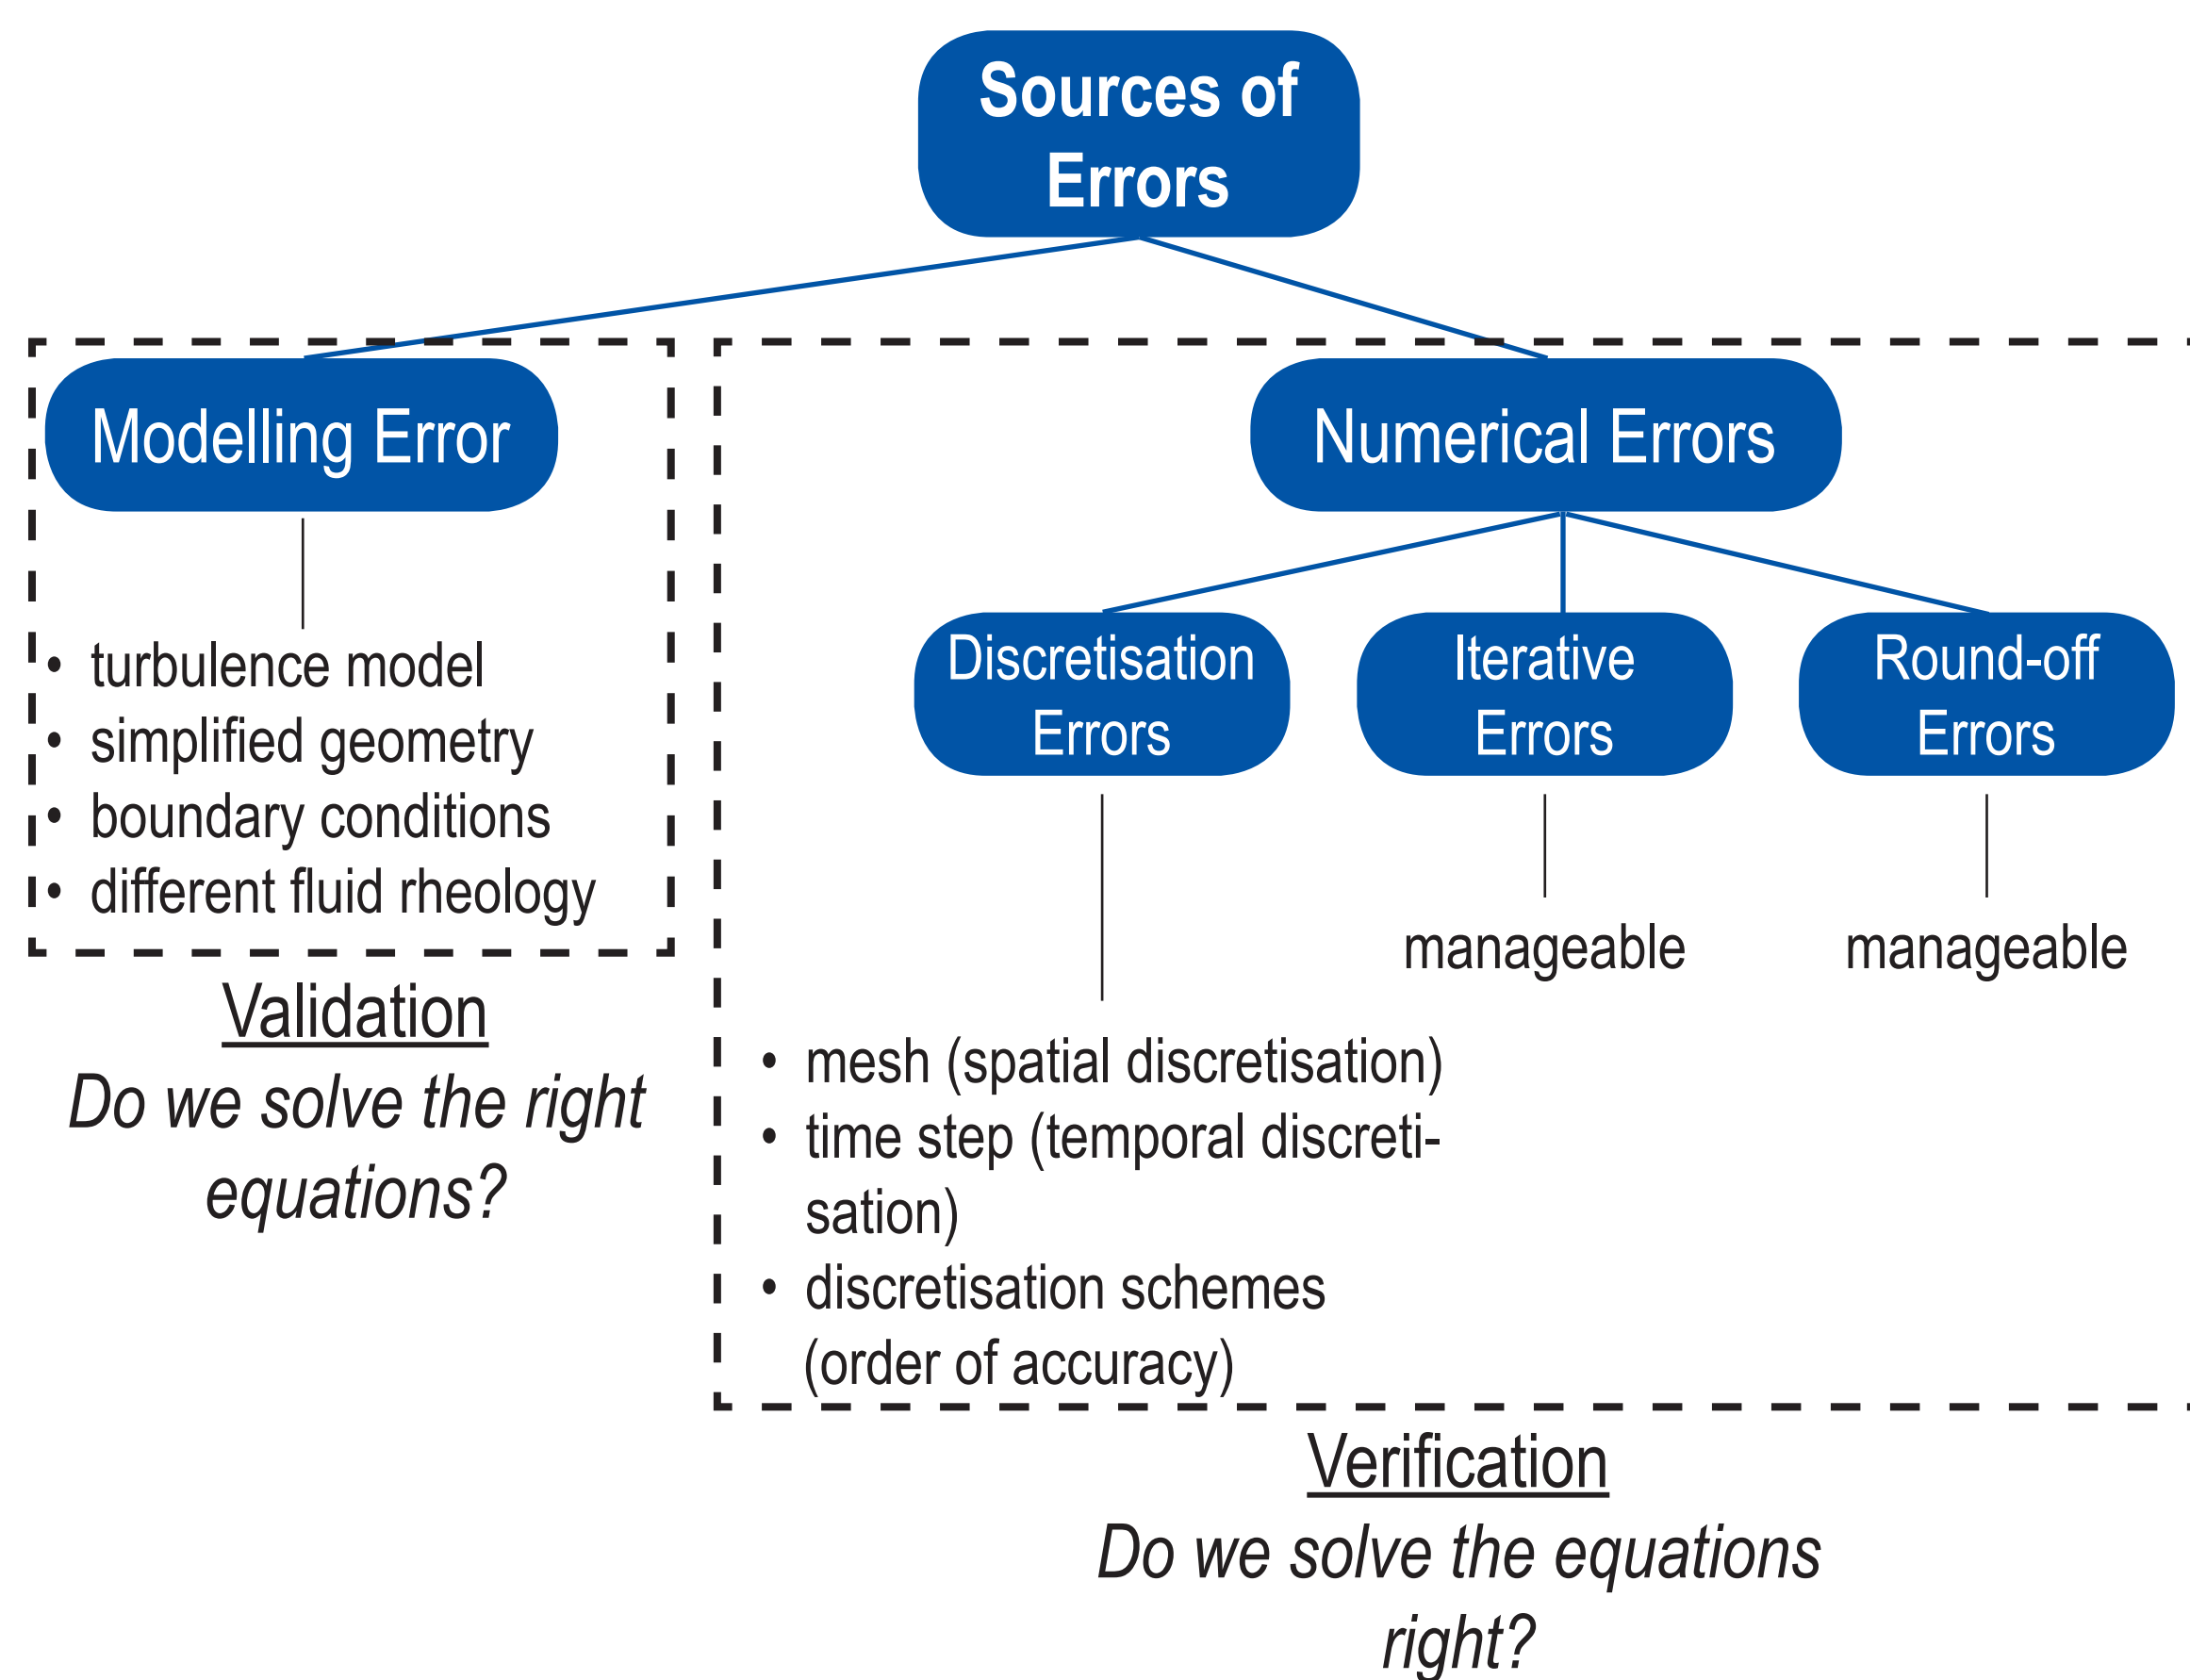 Sources of
Errors
Modelling Error
• turbulence model
• simplified geometry
• boundary conditions
• different fluid rheology
Validation
Do we solve the right
equations?
Numerical Errors
Discretisation
Errors
Iterative
Errors
Round-off
Errors
manageable
manageable
• mesh (spatial discretisation)
• time step (temporal discreti-
sation)
• discretisation schemes
(order of accuracy)
Verification
Do we solve the equations
right?